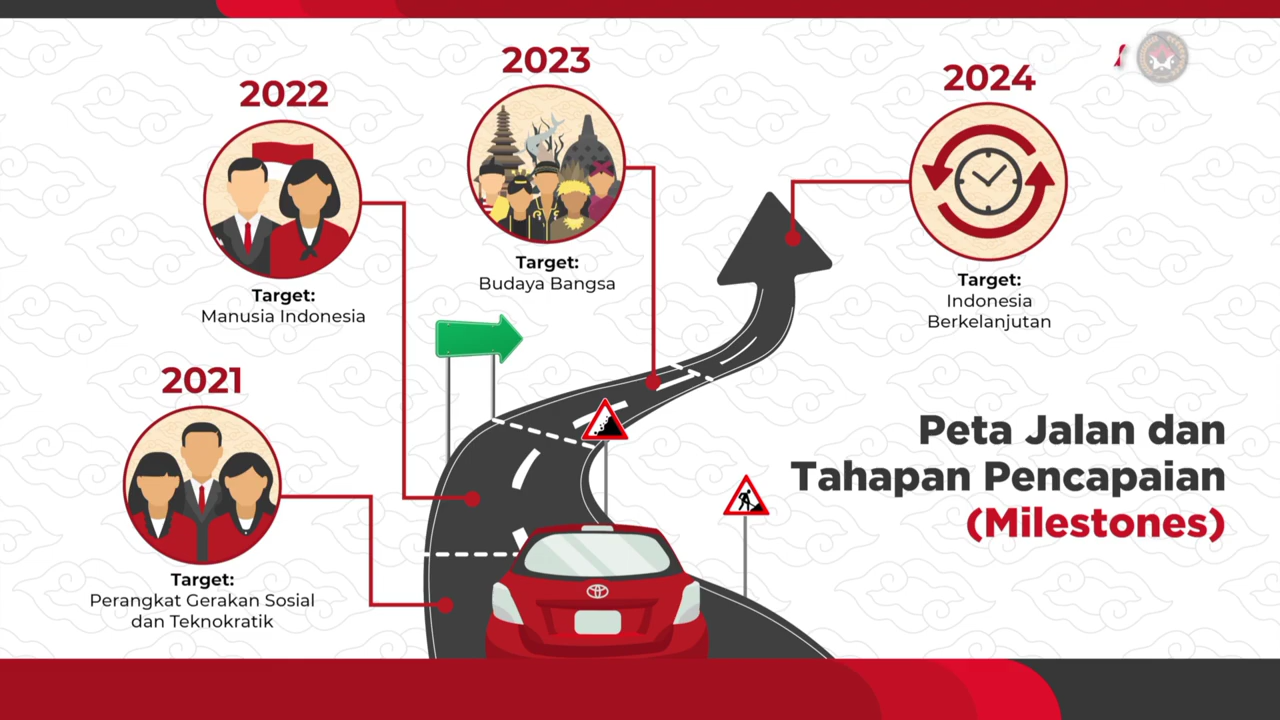 2021
Target:
Perangkat Gerakan Sosial
dan Teknokratik
2022
Target:
Manusia Indonesia
2023
Target:
Budaya Bangsa
2024
Target:
Indonesia
Berkelanjutan
Peta Jalan dan
Tahapan Pencapaian
(Milestones)